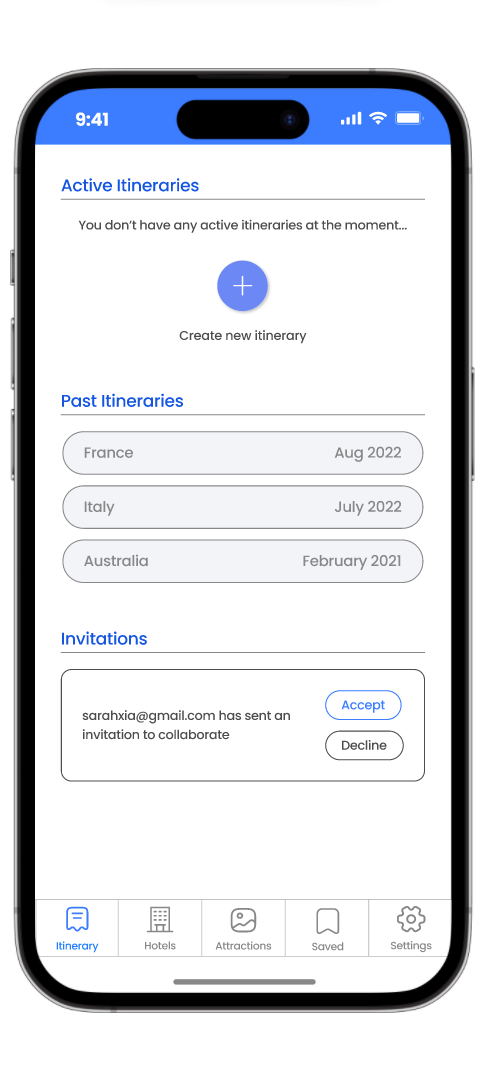 9:41
Active Itineraries
You don't have any active itineraries at the moment...
Create new itinerary
Past Itineraries
France Aug 2022
Italy July 2022
Australia February 2021
Invitations
sarahxia@gmail.com has sent an
invitation to collaborate
Accept
Decline
Itinerary Hotels Attractions Saved Settings